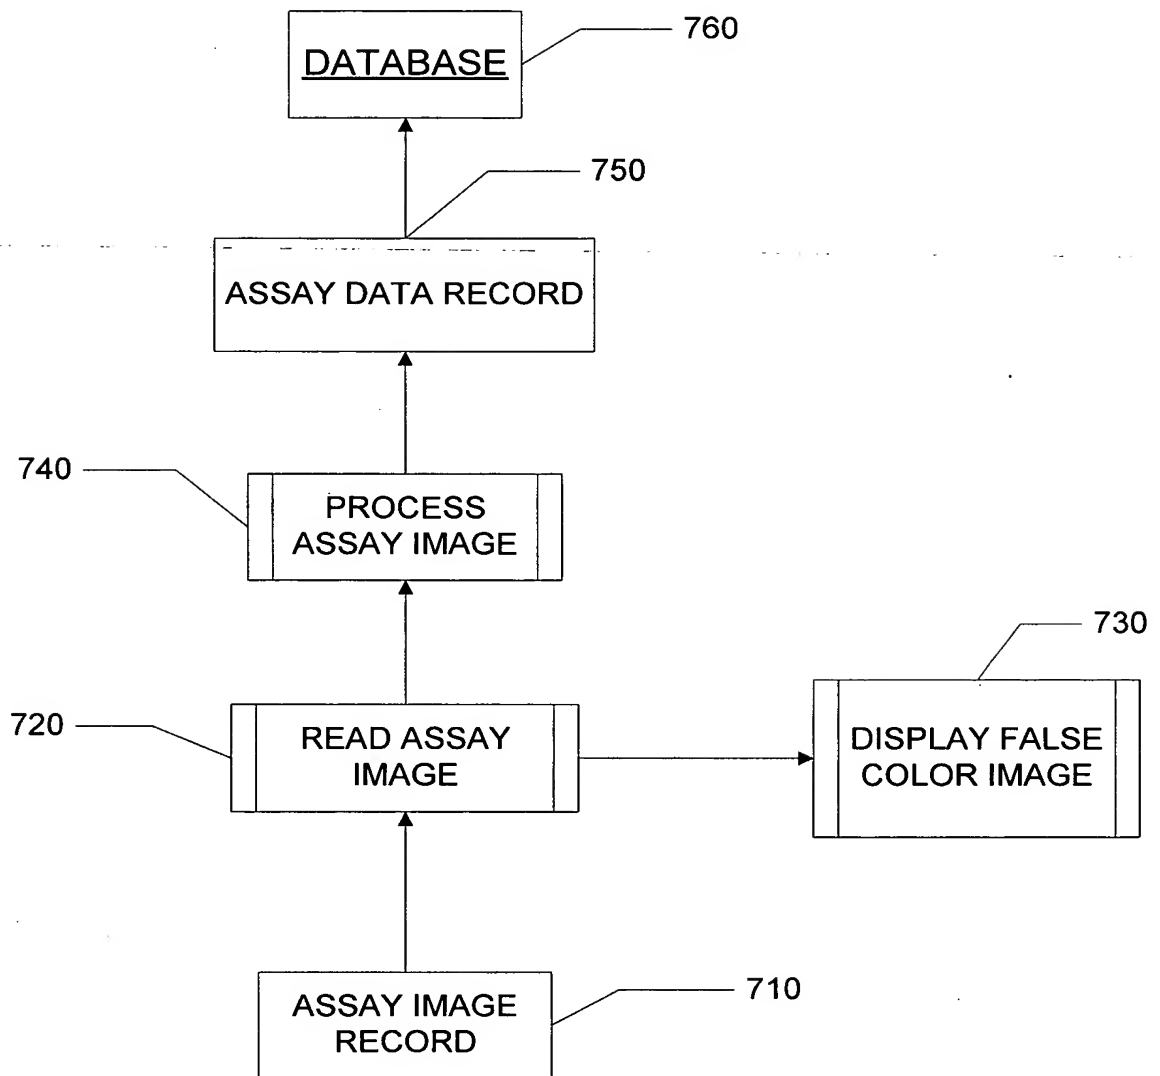 760
DATABASE
750
ASSAY DATA RECORD
740
PROCESS
ASSAY IMAGE
730
720
READ ASSAY
IMAGE
DISPLAY FALSE
COLOR IMAGE
710
ASSAY IMAGE
RECORD